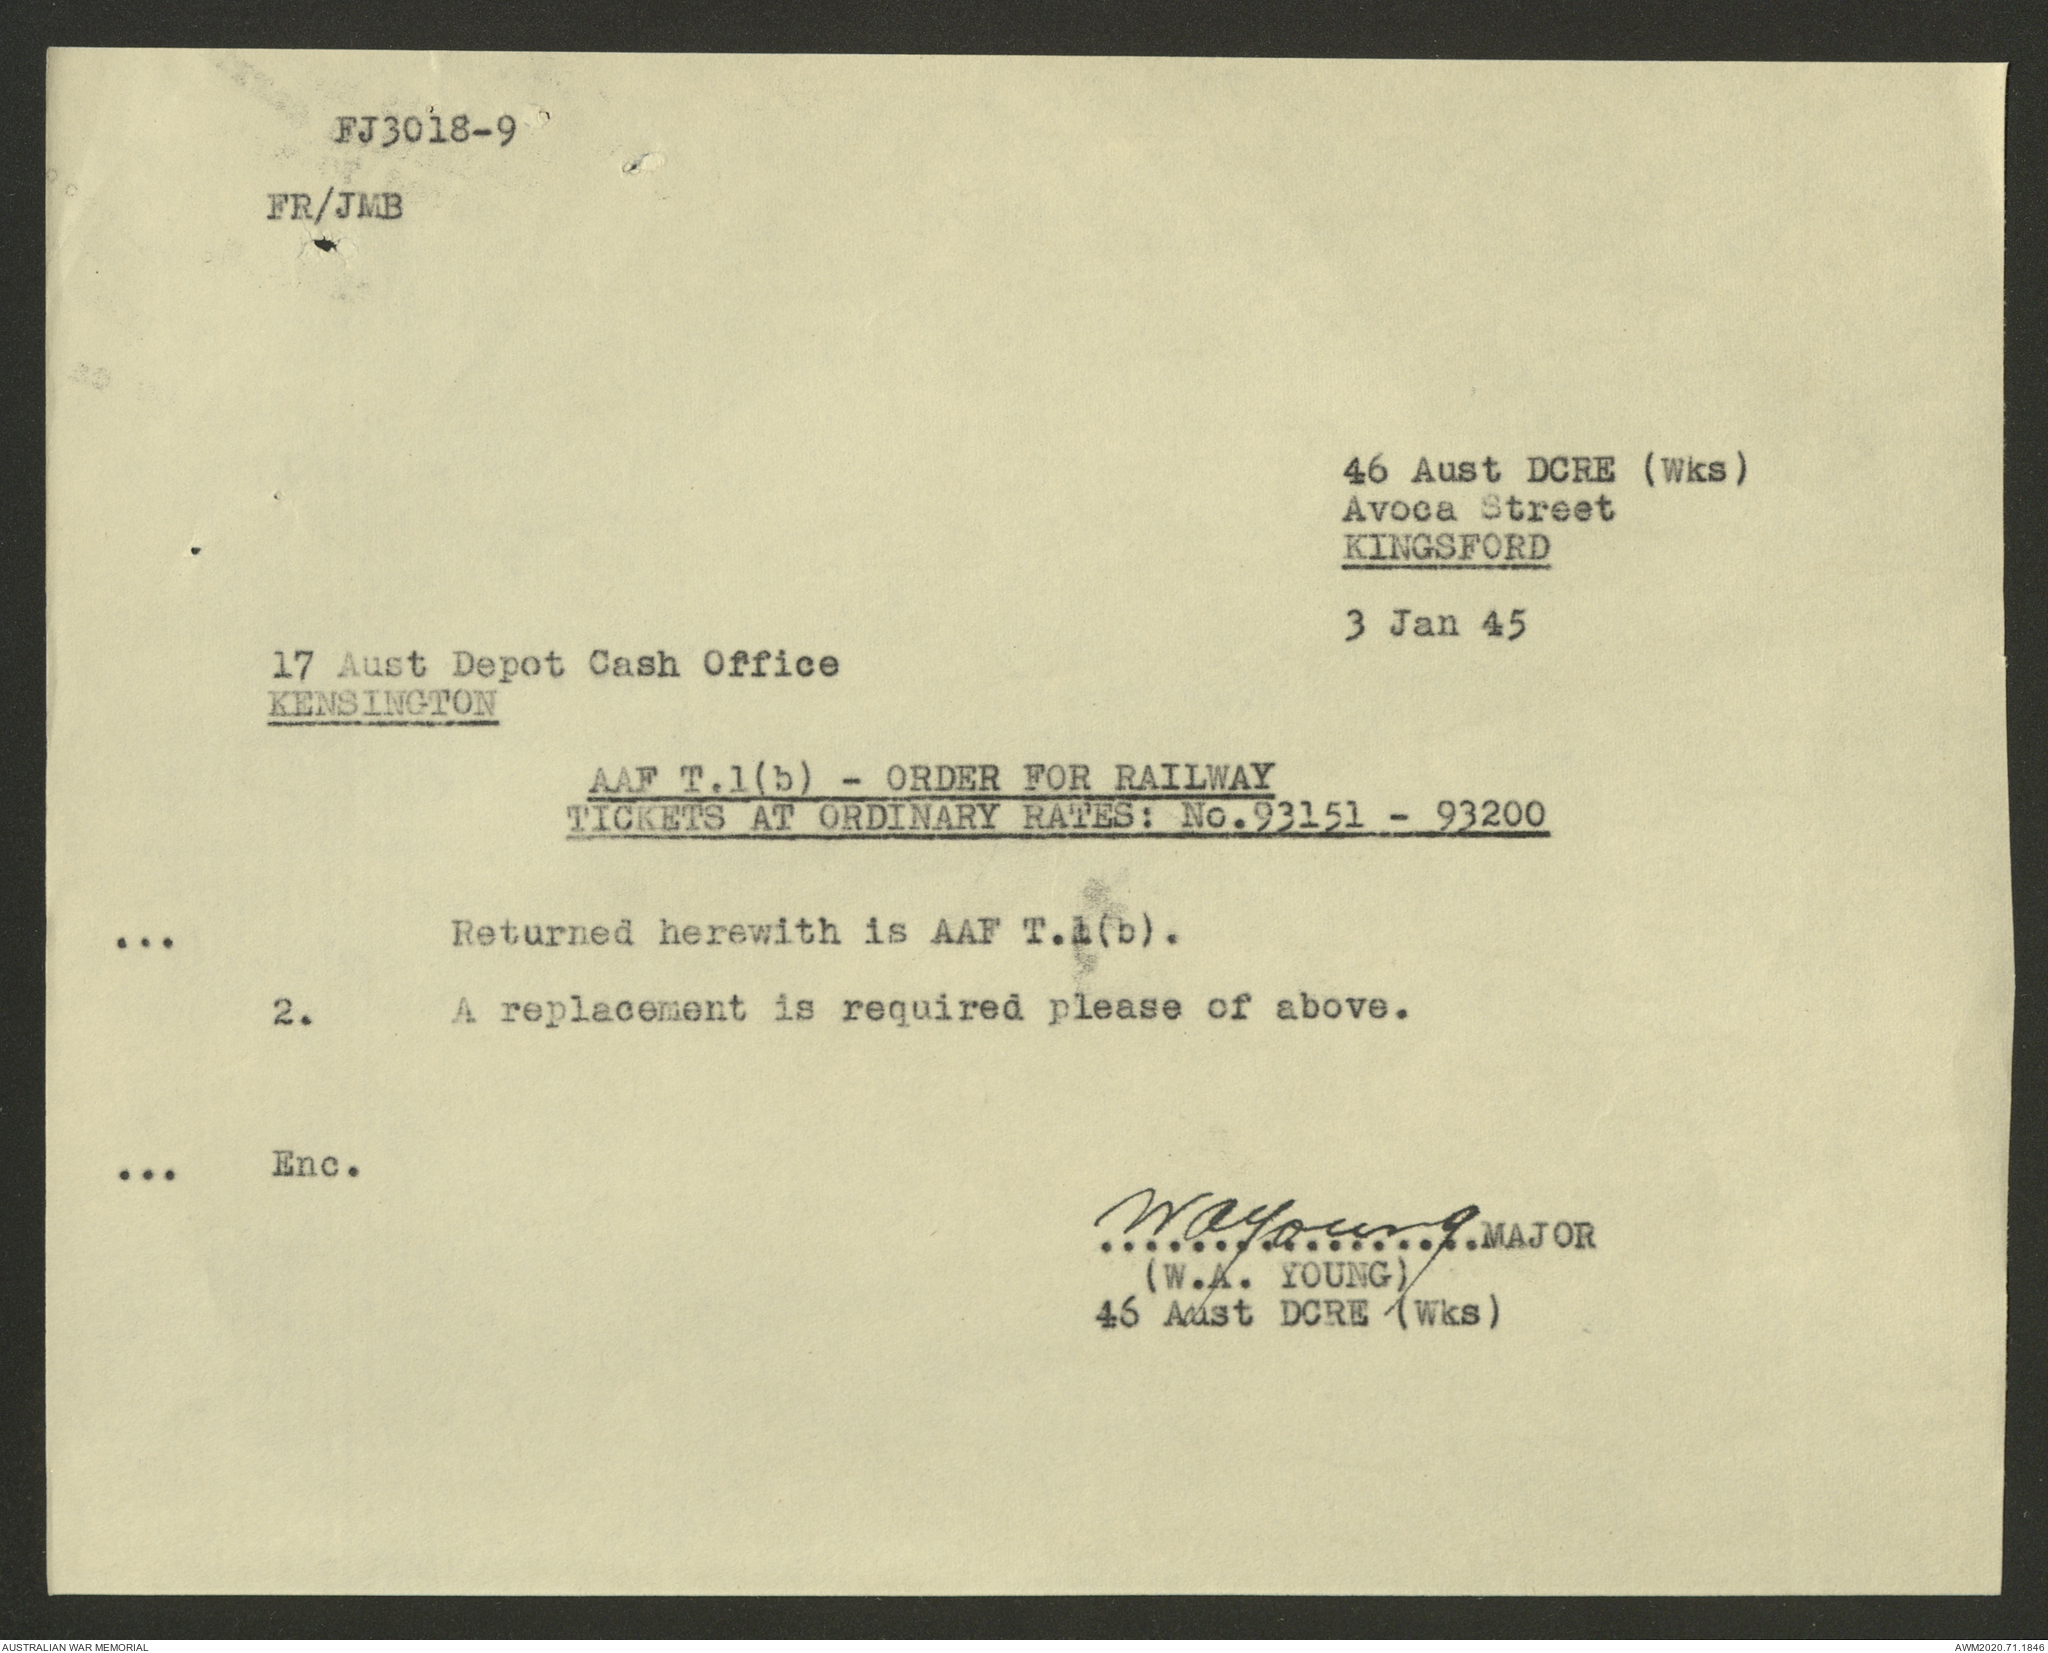 FJ3018-9
FR/JMB
46 Aust DCRE (Wks)
Avoca Street
KINGSFORD
3 Jan 45
17 Aust Depot Cash Office
KENSINGTON
AAF T.1(b) - ORDER FOR RAILWAY
TICKETS AT ORDINARY RATES: No.93151 - 93200
... Returned herewith is AAF T.1(b).
2. A replacement is required please of above.
... Enc.
W A Young
.................MAJOR
(W.A. YOUNG)
46 Aust DCRE (Wks)
AUSTRALIAN WAR MEMORIAL
AWM2020.71.1846